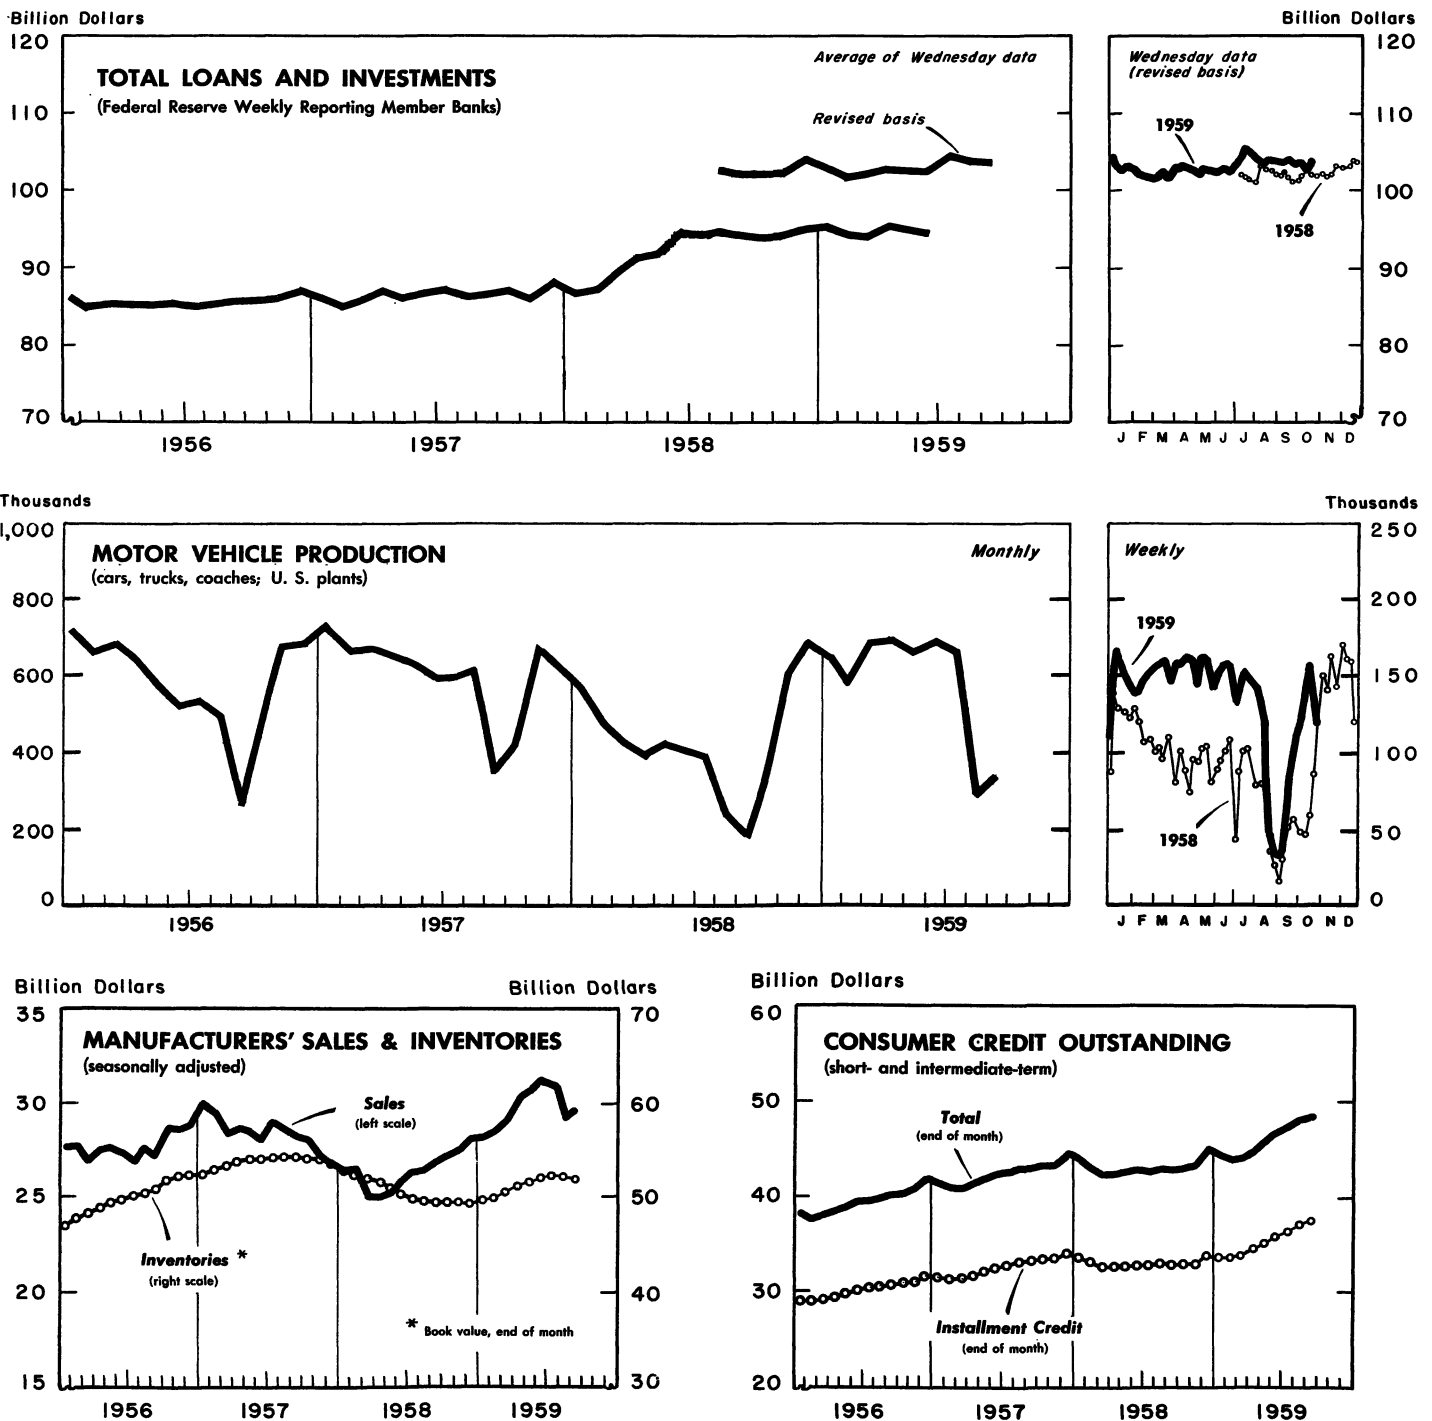 Billion Dollars
Billion Dollars
120
110
100
90
80
70
TOTAL LOANS AND INVESTMENTS
(Federal Reserve Weekly Reporting Member Banks)
Average of Wednesday data
Revised basis
1956 1957 1958 1959
Wednesday data
(revised basis)
1959
1958
120
110
100
90
80
70
J F M A M J J A S O N D
Thousands
Thousands
1,000
800
600
400
200
0
MOTOR VEHICLE PRODUCTION
(cars, trucks, coaches; U. S. plants)
Monthly
1956 1957 1958 1959
Weekly
1959
1958
250
200
150
100
50
0
J F M A M J J A S O N D
Billion Dollars
Billion Dollars
35
30
25
20
15
MANUFACTURERS' SALES & INVENTORIES
(seasonally adjusted)
Sales
(left scale)
Inventories *
(right scale)
* Book value, end of month
70
60
50
40
30
1956 1957 1958 1959
Billion Dollars
60
50
40
30
20
CONSUMER CREDIT OUTSTANDING
(short- and intermediate-term)
Total
(end of month)
Installment Credit
(end of month)
1956 1957 1958 1959